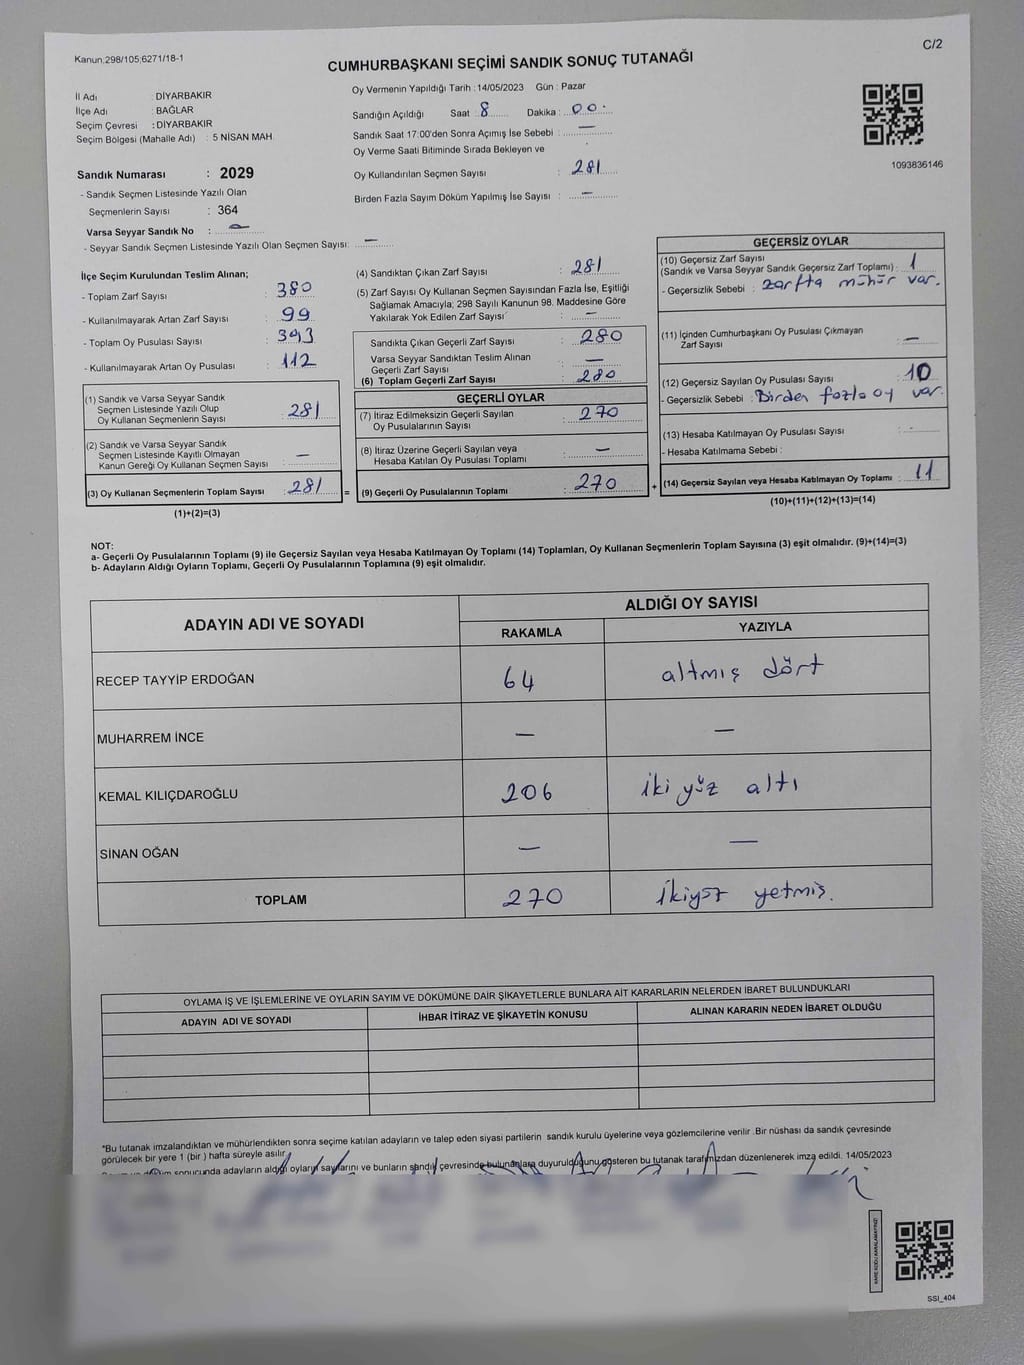 Kanun.298/105;6271/18-1
C/2
CUMHURBAŞKANI SEÇİMİ SANDIK SONUÇ TUTANAĞI
İl Adı : DİYARBAKIR
İlçe Adı : BAĞLAR
Seçim Çevresi : DİYARBAKIR
Seçim Bölgesi (Mahalle Adı) : 5 NİSAN MAH.
Sandık Numarası : 2029
- Sandık Seçmen Listesinde Yazılı Olan
Seçmenlerin Sayısı : 364
Varsa Seyyar Sandık No : —
- Seyyar Sandık Seçmen Listesinde Yazılı Olan Seçmen Sayısı: —
Oy Vermenin Yapıldığı Tarih : 14/05/2023 Gün : Pazar
Sandığın Açıldığı Saat 8 Dakika : 00
Sandık Saat 17:00'den Sonra Açımış İse Sebebi : —
Oy Verme Saati Bitiminde Sırada Bekleyen ve
Oy Kullandırılan Seçmen Sayısı : 281
Birden Fazla Sayım Döküm Yapılmış İse Sayısı : —
1093836146
İlçe Seçim Kurulundan Teslim Alınan;
- Toplam Zarf Sayısı : 380
- Kullanılmayarak Artan Zarf Sayısı : 99
- Toplam Oy Pusulası Sayısı : 393
- Kullanılmayarak Artan Oy Pusulası : 112
(1) Sandık ve Varsa Seyyar Sandık
Seçmen Listesinde Yazılı Olup
Oy Kullanan Seçmenlerin Sayısı : 281
(2) Sandık ve Varsa Seyyar Sandık
Seçmen Listesinde Kayıtlı Olmayan
Kanun Gereği Oy Kullanan Seçmen Sayısı : —
(3) Oy Kullanan Seçmenlerin Toplam Sayısı : 281 =
(1)+(2)=(3)
(4) Sandıktan Çıkan Zarf Sayısı : 281
(5) Zarf Sayısı Oy Kullanan Seçmen Sayısından Fazla İse, Eşitliği
Sağlamak Amacıyla; 298 Sayılı Kanunun 98. Maddesine Göre
Yakılarak Yok Edilen Zarf Sayısı : —
Sandıkta Çıkan Geçerli Zarf Sayısı : 280
Varsa Seyyar Sandıktan Teslim Alınan
Geçerli Zarf Sayısı : —
(6) Toplam Geçerli Zarf Sayısı : 280
GEÇERLİ OYLAR
(7) İtiraz Edilmeksizin Geçerli Sayılan
Oy Pusulalarının Sayısı : 270
(8) İtiraz Üzerine Geçerli Sayılan veya
Hesaba Katılan Oy Pusulası Toplamı : —
(9) Geçerli Oy Pusulalarının Toplamı : 270 +
GEÇERSİZ OYLAR
(10) Geçersiz Zarf Sayısı
(Sandık ve Varsa Seyyar Sandık Geçersiz Zarf Toplamı) : 1
- Geçersizlik Sebebi : Zarfta mühür var.
(11) İçinden Cumhurbaşkanı Oy Pusulası Çıkmayan
Zarf Sayısı : —
(12) Geçersiz Sayılan Oy Pusulası Sayısı : 10
- Geçersizlik Sebebi : Birden fazla oy var.
(13) Hesaba Katılmayan Oy Pusulası Sayısı :
- Hesaba Katılmama Sebebi :
(14) Geçersiz Sayılan veya Hesaba Katılmayan Oy Toplamı : 11
(10)+(11)+(12)+(13)=(14)
NOT:
a- Geçerli Oy Pusulalarının Toplamı (9) ile Geçersiz Sayılan veya Hesaba Katılmayan Oy Toplamı (14) Toplamları, Oy Kullanan Seçmenlerin Toplam Sayısına (3) eşit olmalıdır. (9)+(14)=(3)
b- Adayların Aldığı Oyların Toplamı, Geçerli Oy Pusulalarının Toplamına (9) eşit olmalıdır.
ADAYIN ADI VE SOYADI
ALDIĞI OY SAYISI
RAKAMLA YAZIYLA
RECEP TAYYİP ERDOĞAN 64 altmış dört
MUHARREM İNCE — —
KEMAL KILIÇDAROĞLU 206 iki yüz altı
SİNAN OĞAN — —
TOPLAM 270 ikiyüz yetmiş.
OYLAMA İŞ VE İŞLEMLERİNE VE OYLARIN SAYIM VE DÖKÜMÜNE DAİR ŞİKAYETLERLE BUNLARA AİT KARARLARIN NELERDEN İBARET BULUNDUKLARI
ADAYIN ADI VE SOYADI İHBAR İTİRAZ VE ŞİKAYETİN KONUSU ALINAN KARARIN NEDEN İBARET OLDUĞU
*Bu tutanak imzalandıktan ve mühürlendikten sonra seçime katılan adayların ve talep eden siyasi partilerin sandık kurulu üyelerine veya gözlemcilerine verilir .Bir nüshası da sandık çevresinde
görülecek bir yere 1 (bir ) hafta süreyle asılır
sonucunda adayların aldığı oyların sayılarını ve bunların sandık çevresinde bulunanlara duyurulduğunu gösteren bu tutanak tarafımızdan düzenlenerek imza edildi. 14/05/2023
SSI_404